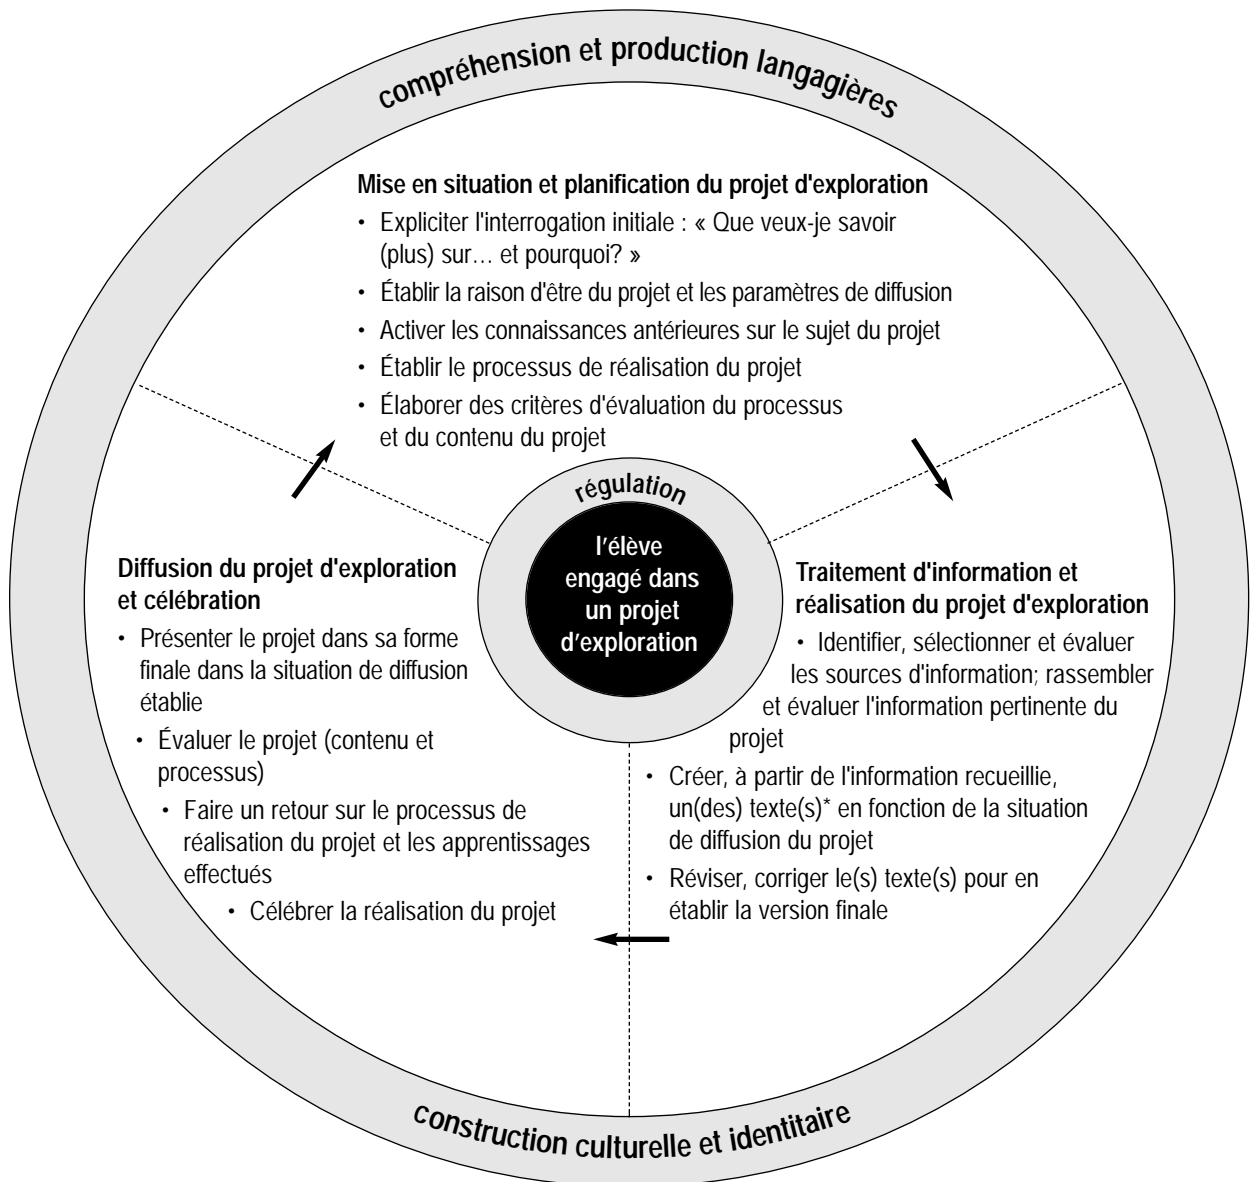 compréhension et production langagières
Mise en situation et planification du projet d'exploration
• Expliciter l'interrogation initiale : « Que veux-je savoir
(plus) sur… et pourquoi? »
• Établir la raison d'être du projet et les paramètres de diffusion
• Activer les connaissances antérieures sur le sujet du projet
• Établir le processus de réalisation du projet
• Élaborer des critères d'évaluation du processus
et du contenu du projet
régulation
l'élève
engagé dans
un projet
d'exploration
Traitement d'information et
réalisation du projet d'exploration
• Identifier, sélectionner et évaluer
les sources d'information; rassembler
et évaluer l'information pertinente du
projet
• Créer, à partir de l'information recueillie,
un(des) texte(s)* en fonction de la situation
de diffusion du projet
• Réviser, corriger le(s) texte(s) pour en
établir la version finale
Diffusion du projet d'exploration
et célébration
• Présenter le projet dans sa forme
finale dans la situation de diffusion
établie
• Évaluer le projet (contenu et
processus)
• Faire un retour sur le processus de
réalisation du projet et les apprentissages
effectués
• Célébrer la réalisation du projet
construction culturelle et identitaire